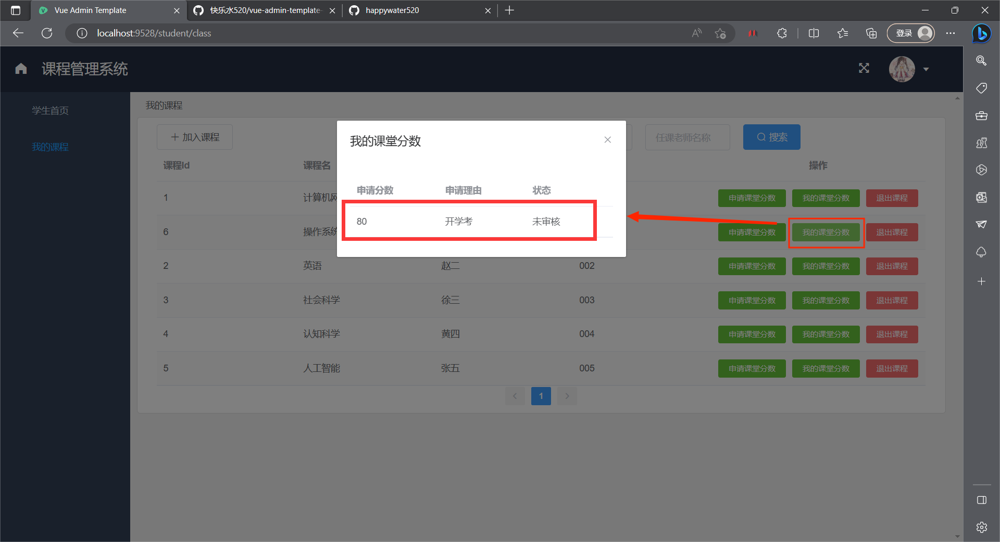 Vue Admin Template
快乐水520/vue-admin-template-
happywater520
localhost:9528/student/class
登录
课程管理系统
学生首页
我的课程
我的课程
加入课程
任课老师名称
搜索
课程Id
课程名
操作
1
计算机网
申请课堂分数
我的课堂分数
退出课程
6
操作系统
申请课堂分数
我的课堂分数
退出课程
2
英语
赵二
002
申请课堂分数
我的课堂分数
退出课程
3
社会科学
徐三
003
申请课堂分数
我的课堂分数
退出课程
4
认知科学
黄四
004
申请课堂分数
我的课堂分数
退出课程
5
人工智能
张五
005
申请课堂分数
我的课堂分数
退出课程
1
我的课堂分数
申请分数
申请理由
状态
80
开学考
未审核